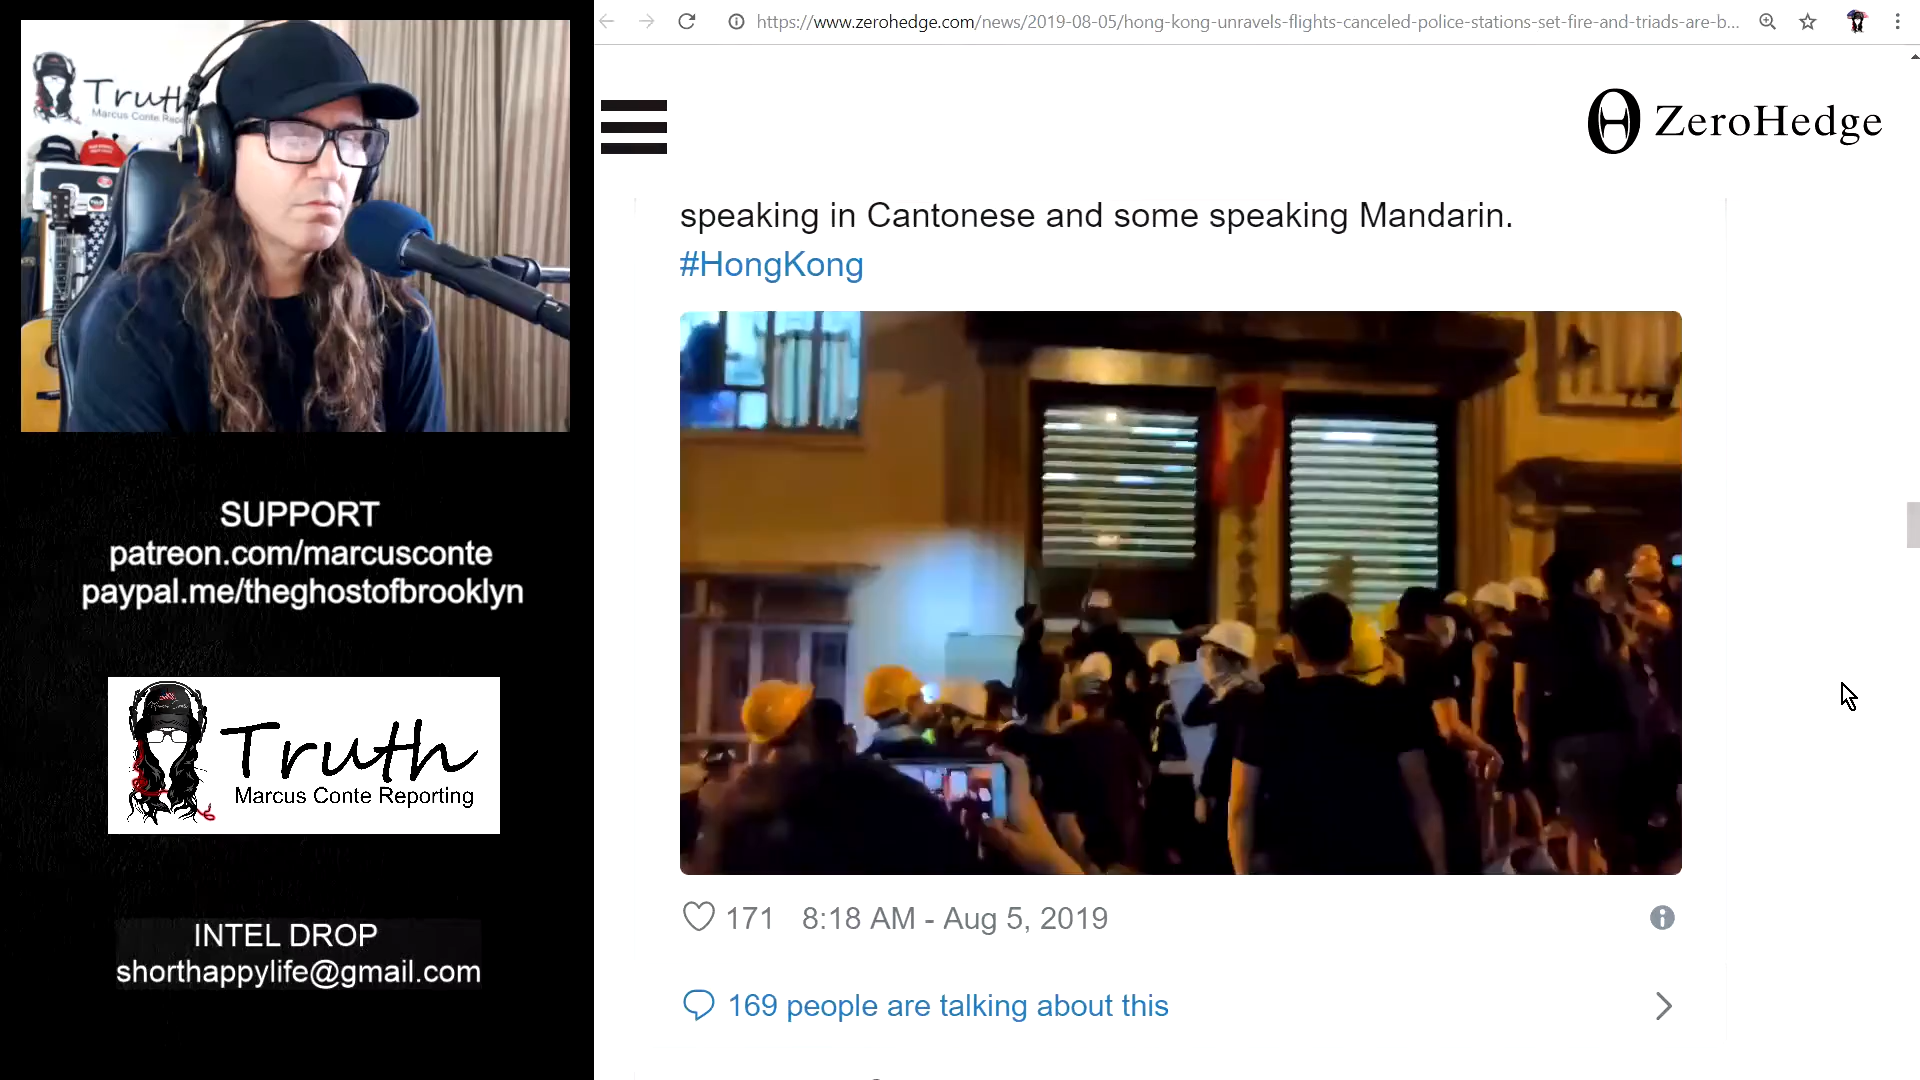 Truth
Marcus Conte
SUPPORT
patreon.com/marcusconte
paypal.me/theghostofbrooklyn
Truth
Marcus Conte Reporting
INTEL DROP
shorthappylife@gmail.com
https://www.zerohedge.com/news/2019-08-05/hong-kong-unravels-flights-canceled-police-stations-set-fire-and-triads-are-b...
ZeroHedge
speaking in Cantonese and some speaking Mandarin.
#HongKong
171 8:18 AM - Aug 5, 2019
169 people are talking about this